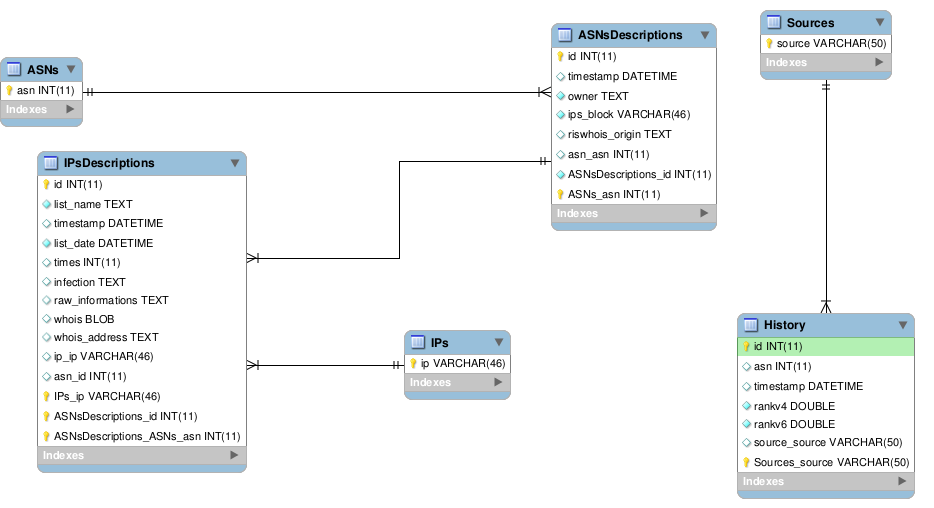 ASNs
asn INT(11)
Indexes
ASNsDescriptions
id INT(11)
timestamp DATETIME
owner TEXT
ips_block VARCHAR(46)
riswhois_origin TEXT
asn_asn INT(11)
ASNsDescriptions_id INT(11)
ASNs_asn INT(11)
Indexes
Sources
source VARCHAR(50)
Indexes
IPsDescriptions
id INT(11)
list_name TEXT
timestamp DATETIME
list_date DATETIME
times INT(11)
infection TEXT
raw_informations TEXT
whois BLOB
whois_address TEXT
ip_ip VARCHAR(46)
asn_id INT(11)
IPs_ip VARCHAR(46)
ASNsDescriptions_id INT(11)
ASNsDescriptions_ASNs_asn INT(11)
Indexes
IPs
ip VARCHAR(46)
Indexes
History
id INT(11)
asn INT(11)
timestamp DATETIME
rankv4 DOUBLE
rankv6 DOUBLE
source_source VARCHAR(50)
Sources_source VARCHAR(50)
Indexes